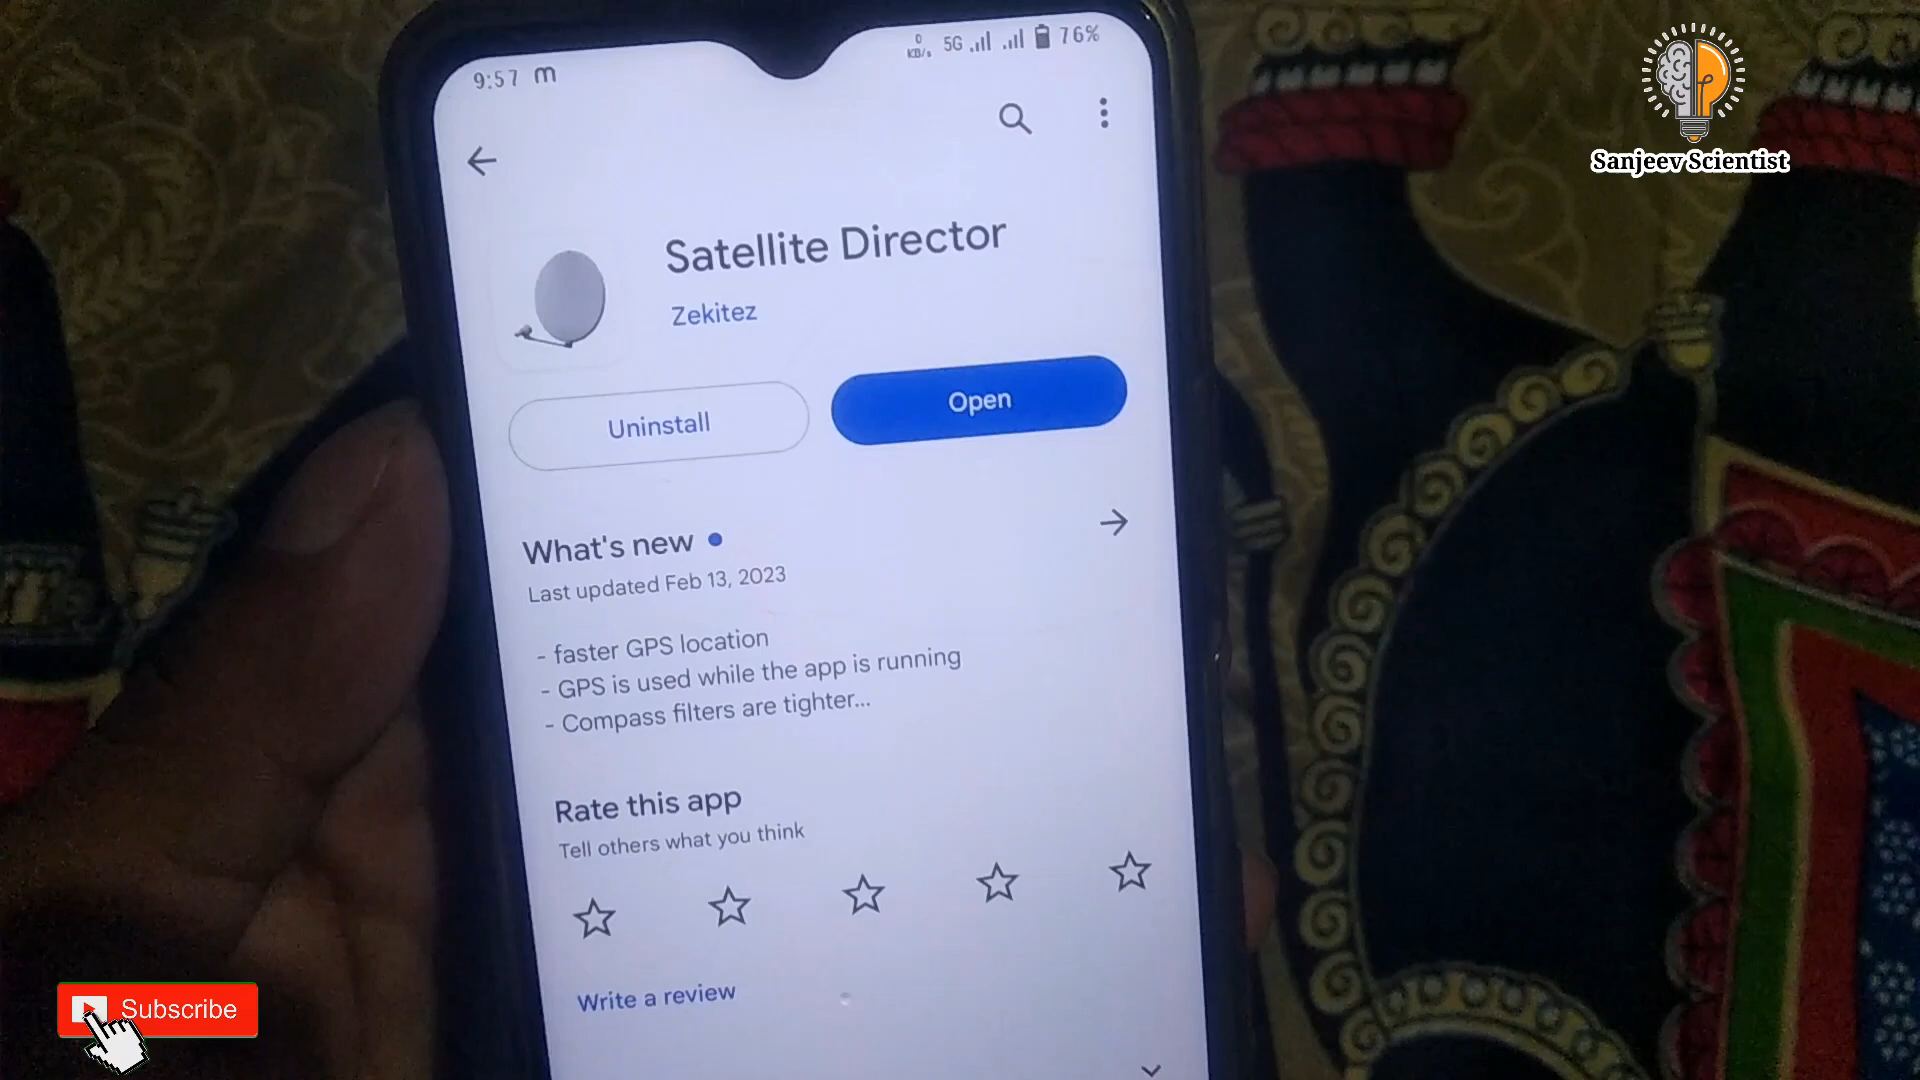 9:57 m
0 KB/s 5G 76%
Satellite Director
Zekitez
Uninstall
Open
What's new
Last updated Feb 13, 2023
- faster GPS location
- GPS is used while the app is running
- Compass filters are tighter...
Rate this app
Tell others what you think
Write a review
Sanjeev Scientist
Subscribe